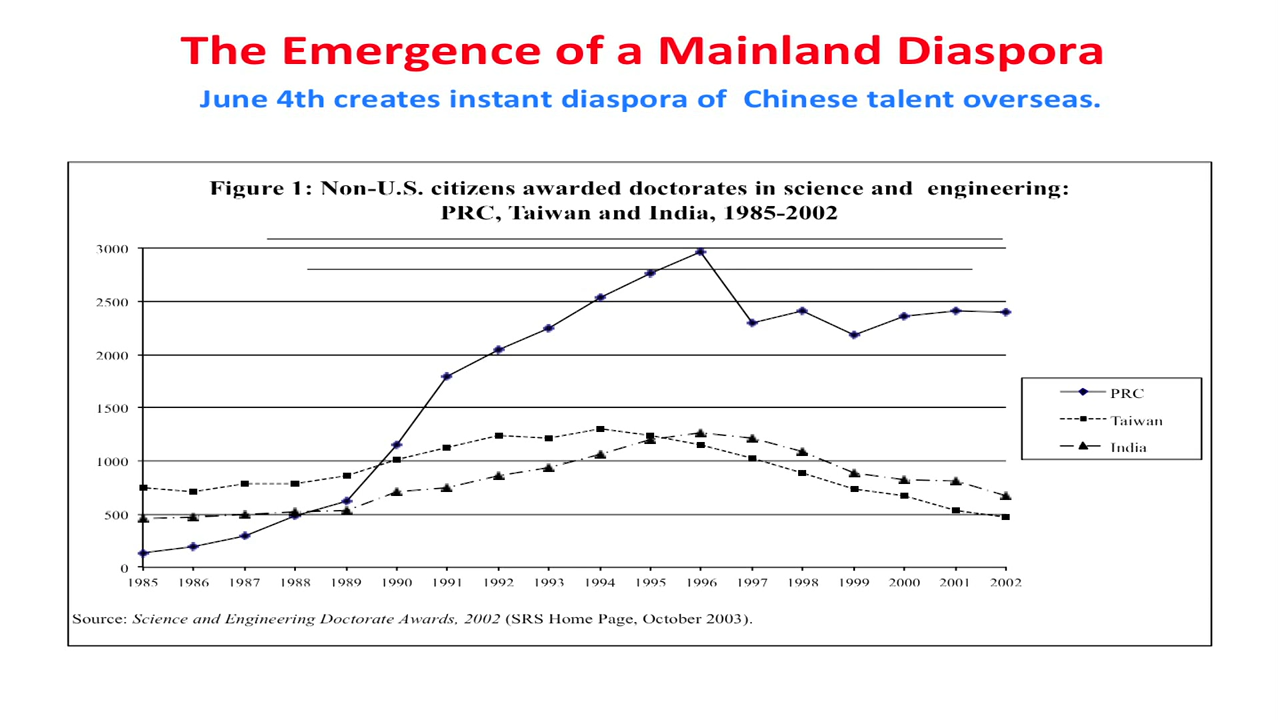 The Emergence of a Mainland Diaspora
June 4th creates instant diaspora of Chinese talent overseas.
Figure 1: Non-U.S. citizens awarded doctorates in science and engineering:
PRC, Taiwan and India, 1985-2002
3000
2500
2000
1500
1000
500
0
1985 1986 1987 1988 1989 1990 1991 1992 1993 1994 1995 1996 1997 1998 1999 2000 2001 2002
PRC
Taiwan
India
Source: Science and Engineering Doctorate Awards, 2002 (SRS Home Page, October 2003).